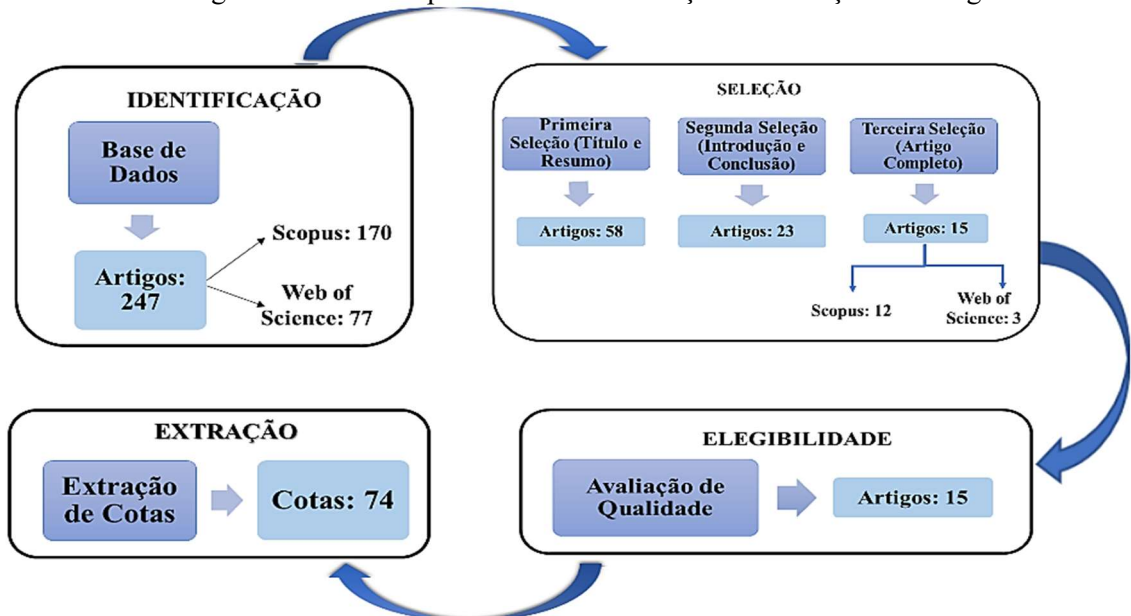 IDENTIFICAÇÃO
Base de
Dados
Artigos:
247
Scopus: 170
Web of
Science: 77
SELEÇÃO
Primeira
Seleção (Título e
Resumo)
Artigos: 58
Segunda Seleção
(Introdução e
Conclusão)
Artigos: 23
Terceira Seleção
(Artigo
Completo)
Artigos: 15
Scopus: 12
Web of
Science: 3
ELEGIBILIDADE
Avaliação de
Qualidade
Artigos: 15
EXTRAÇÃO
Extração
de Cotas
Cotas: 74